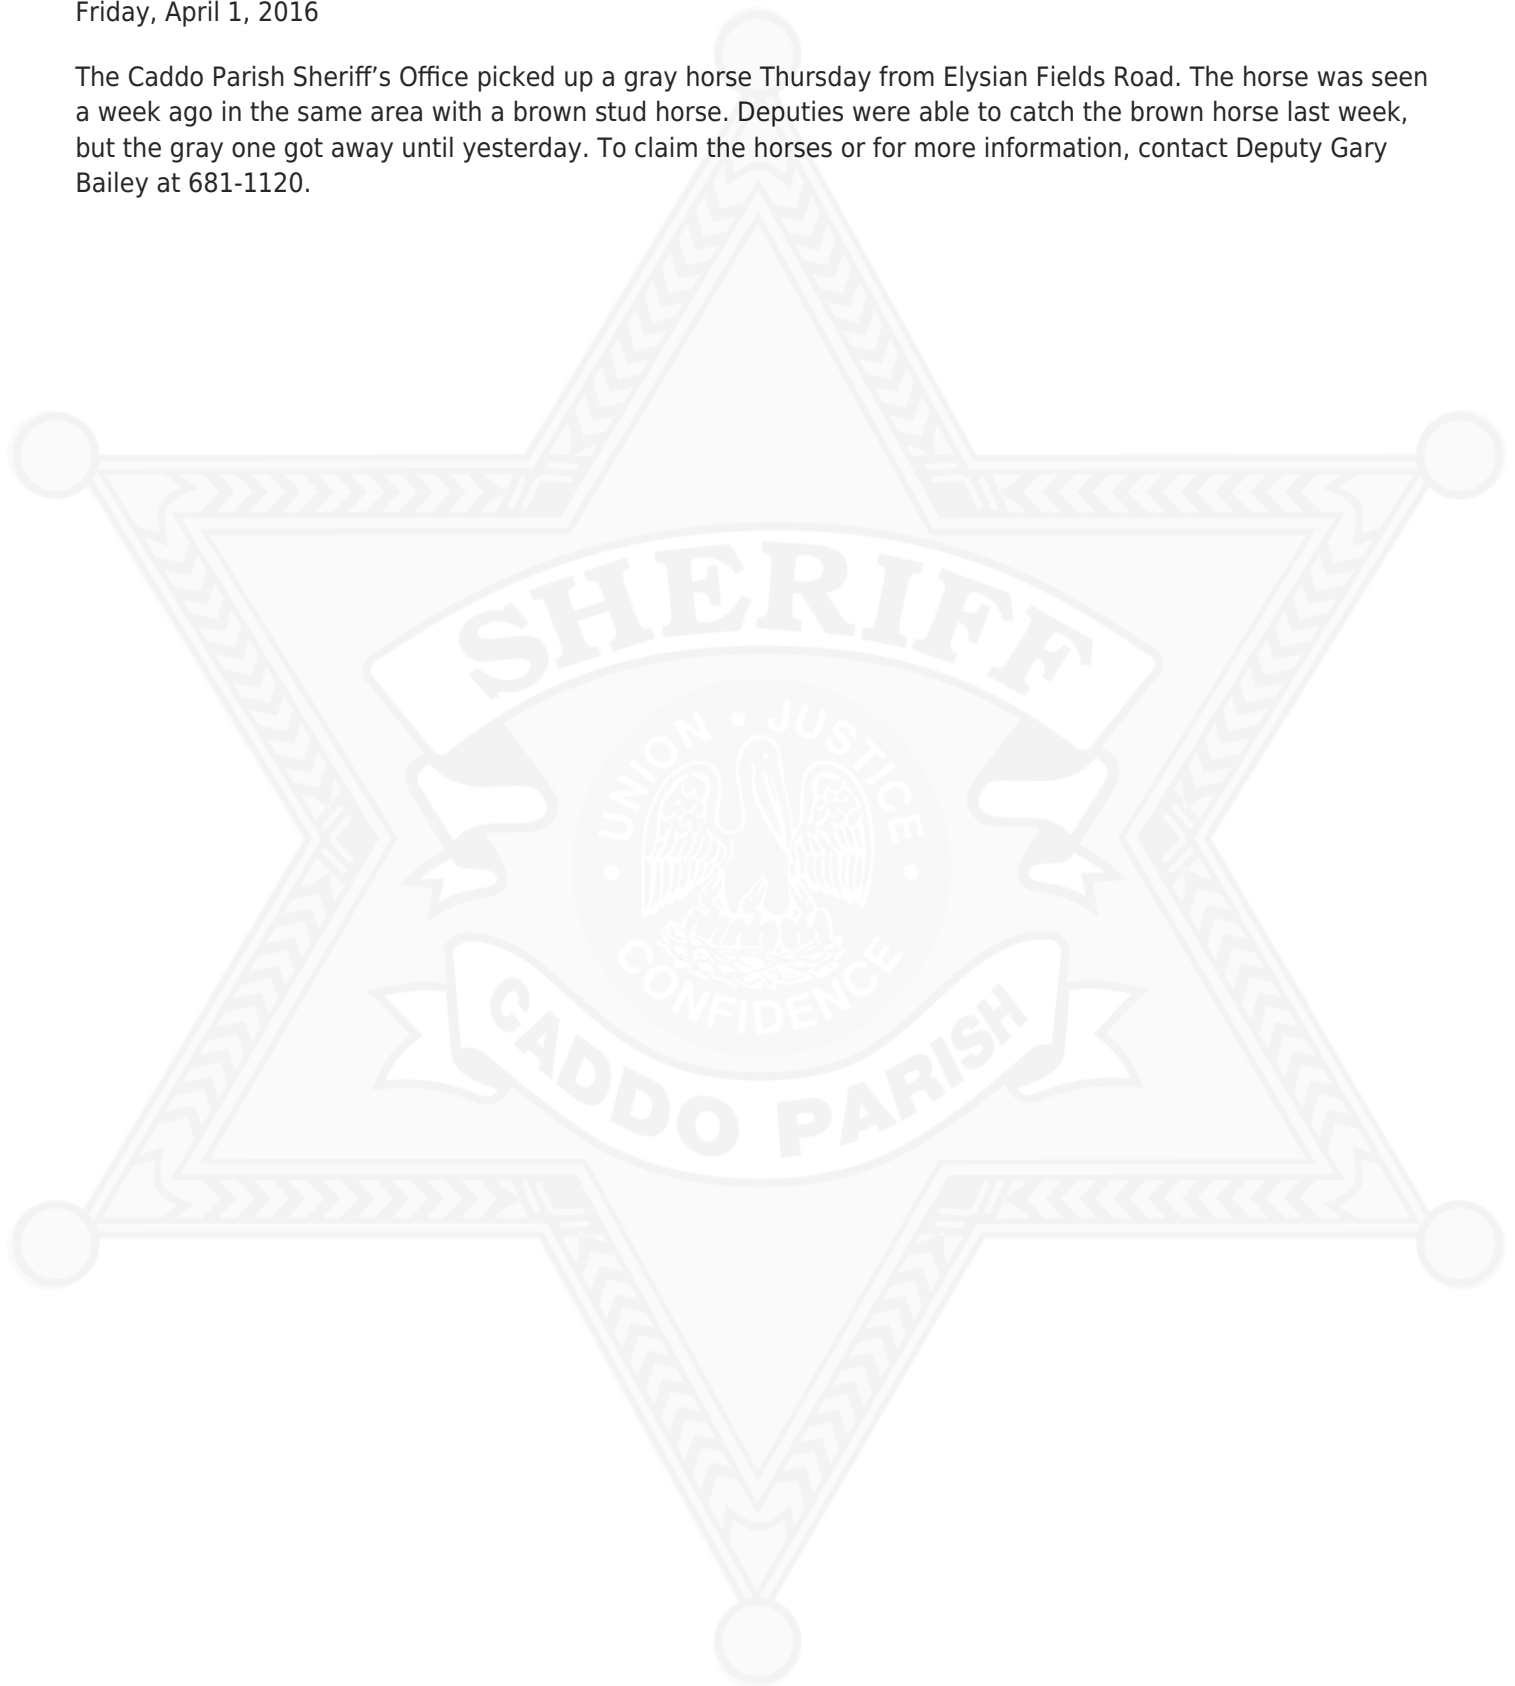 Friday, April 1, 2016
The Caddo Parish Sheriff’s Office picked up a gray horse Thursday from Elysian Fields Road. The horse was seen
a week ago in the same area with a brown stud horse. Deputies were able to catch the brown horse last week,
but the gray one got away until yesterday. To claim the horses or for more information, contact Deputy Gary
Bailey at 681-1120.
SHERIFF
UNION • JUSTICE
• CONFIDENCE •
CADDO PARISH